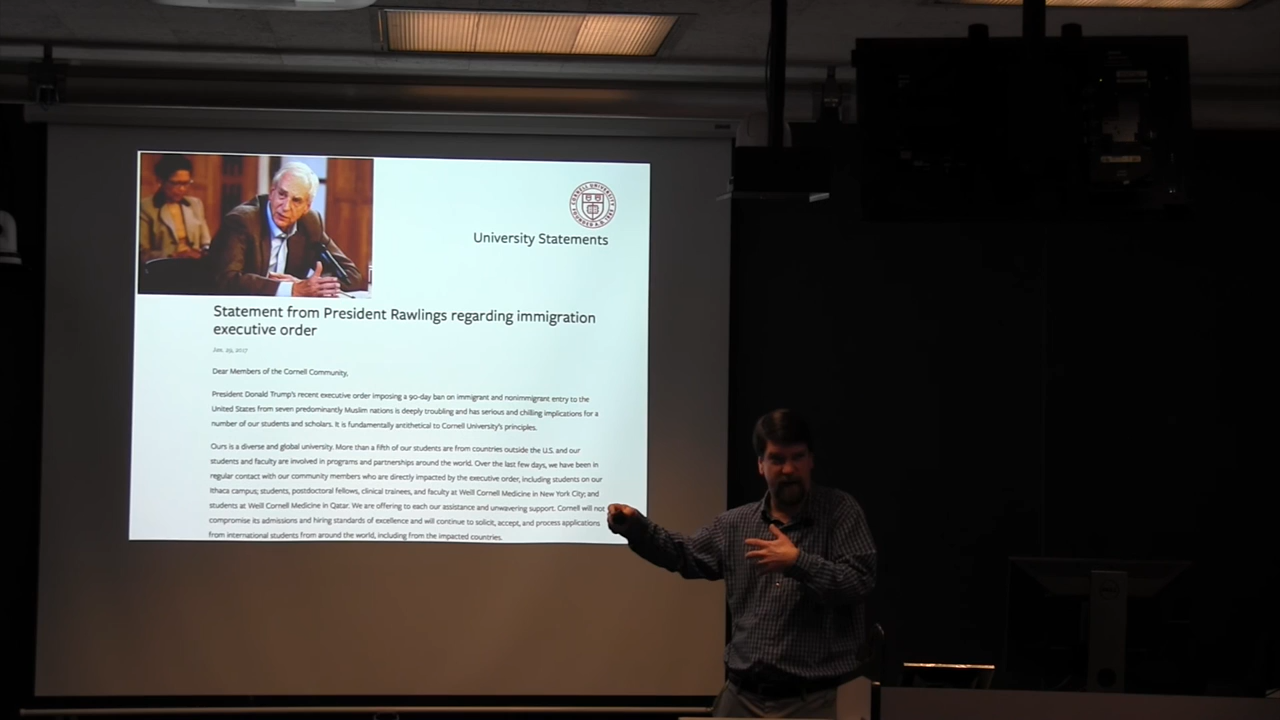 CORNELL UNIVERSITY
FOUNDED A.D. 1865
University Statements
Statement from President Rawlings regarding immigration
executive order
Jan. 29, 2017
Dear Members of the Cornell Community,
President Donald Trump's recent executive order imposing a 90-day ban on immigrant and nonimmigrant entry to the
United States from seven predominantly Muslim nations is deeply troubling and has serious and chilling implications for a
number of our students and scholars. It is fundamentally antithetical to Cornell University's principles.
Ours is a diverse and global university. More than a fifth of our students are from countries outside the U.S. and our
students and faculty are involved in programs and partnerships around the world. Over the last few days, we have been in
regular contact with our community members who are directly impacted by the executive order, including students on our
Ithaca campus; students, postdoctoral fellows, clinical trainees, and faculty at Weill Cornell Medicine in New York City; and
students at Weill Cornell Medicine in Qatar. We are offering to each our assistance and unwavering support. Cornell will not
compromise its admissions and hiring standards of excellence and will continue to solicit, accept, and process applications
from international students from around the world, including from the impacted countries.
DELL